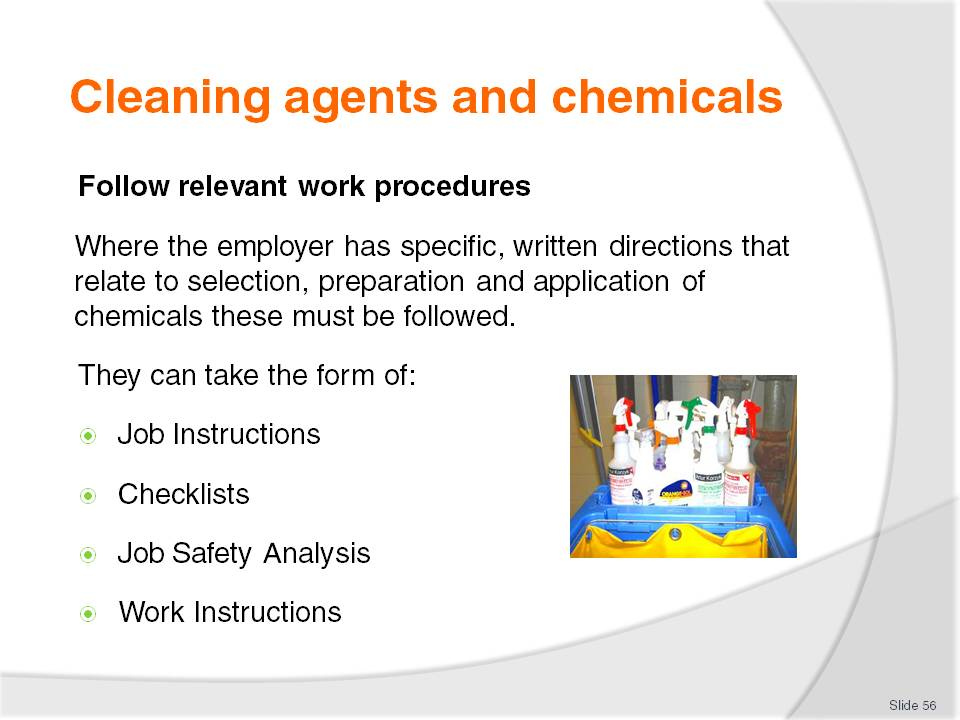 Cleaning agents and chemicals
Follow relevant work procedures
Where the employer has specific, written directions that
relate to selection, preparation and application of
chemicals these must be followed.
They can take the form of:
Job Instructions
Checklists
Job Safety Analysis
Work Instructions
Slide 56